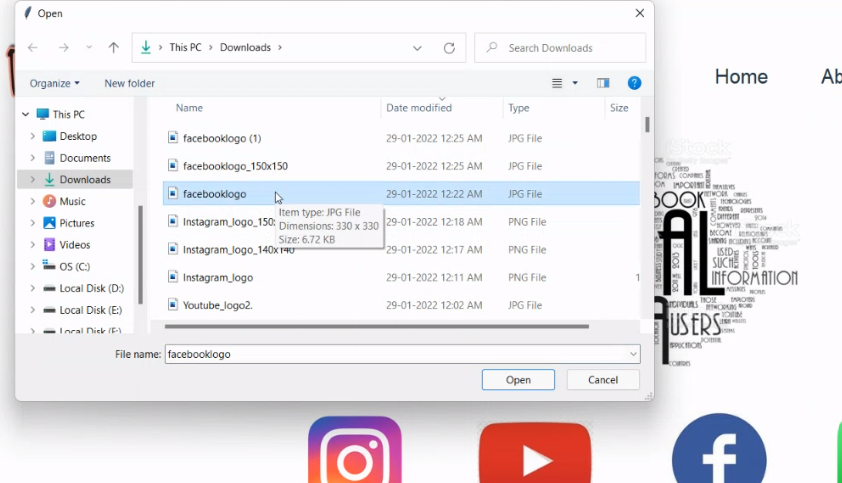 Open
This PC > Downloads >
Search Downloads
Organize
New folder
Home
Ab
Name
Date modified
Type
Size
This PC
Desktop
Documents
Downloads
Music
Pictures
Videos
OS (C:)
Local Disk (D:)
Local Disk (E:)
Local Disk (F:)
facebooklogo (1) 29-01-2022 12:25 AM JPG File
facebooklogo_150x150 29-01-2022 12:25 AM JPG File
facebooklogo 29-01-2022 12:22 AM JPG File
Instagram_logo_150 29-01-2022 12:18 AM PNG File
Instagram_logo_140x140 29-01-2022 12:17 AM PNG File
Instagram_logo 29-01-2022 12:11 AM PNG File 1
Youtube_logo2. 29-01-2022 12:02 AM JPG File
Item type: JPG File
Dimensions: 330 x 330
Size: 6.72 KB
File name: facebooklogo
Open
Cancel
iStock
BOOK
AL
USED
SUCH
INFORMATION
USERS